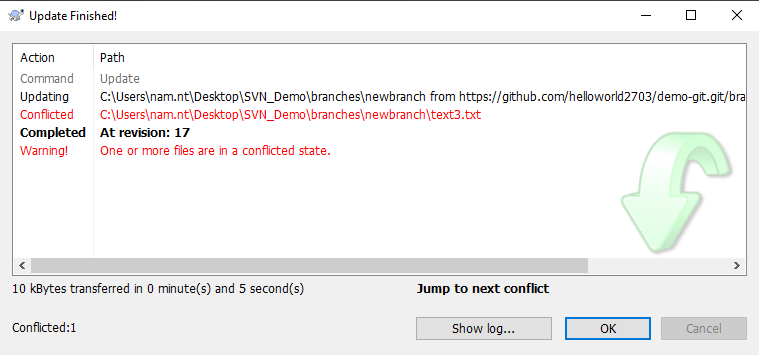 Update Finished!
Action Path
Command Update
Updating C:\Users\nam.nt\Desktop\SVN_Demo\branches\newbranch from https://github.com/helloworld2703/demo-git.git/bra
Conflicted C:\Users\nam.nt\Desktop\SVN_Demo\branches\newbranch\text3.txt
Completed At revision: 17
Warning! One or more files are in a conflicted state.
10 kBytes transferred in 0 minute(s) and 5 second(s) Jump to next conflict
Conflicted:1 Show log... OK Cancel